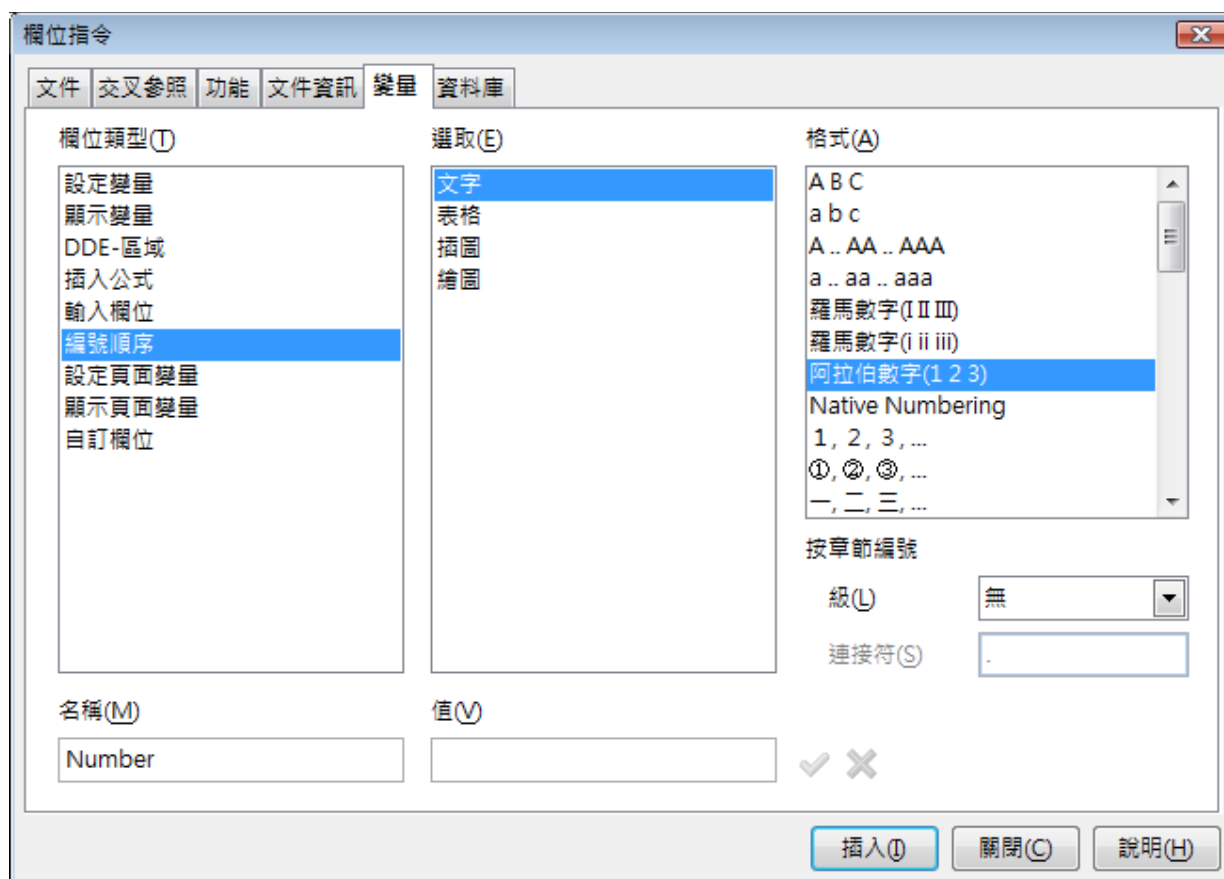 欄位指令
文件 交叉參照 功能 文件資訊 變量 資料庫
欄位類型(T)
設定變量
顯示變量
DDE-區域
插入公式
輸入欄位
編號順序
設定頁面變量
顯示頁面變量
自訂欄位
選取(E)
文字
表格
插圖
繪圖
格式(A)
A B C
a b c
A .. AA .. AAA
a .. aa .. aaa
羅馬數字(I II III)
羅馬數字(i ii iii)
阿拉伯數字(1 2 3)
Native Numbering
1, 2, 3, ...
①, ②, ③, ...
一, 二, 三, ...
按章節編號
級(L) 無
連接符(S) .
名稱(M)
Number
值(V)
插入(I) 關閉(C) 說明(H)